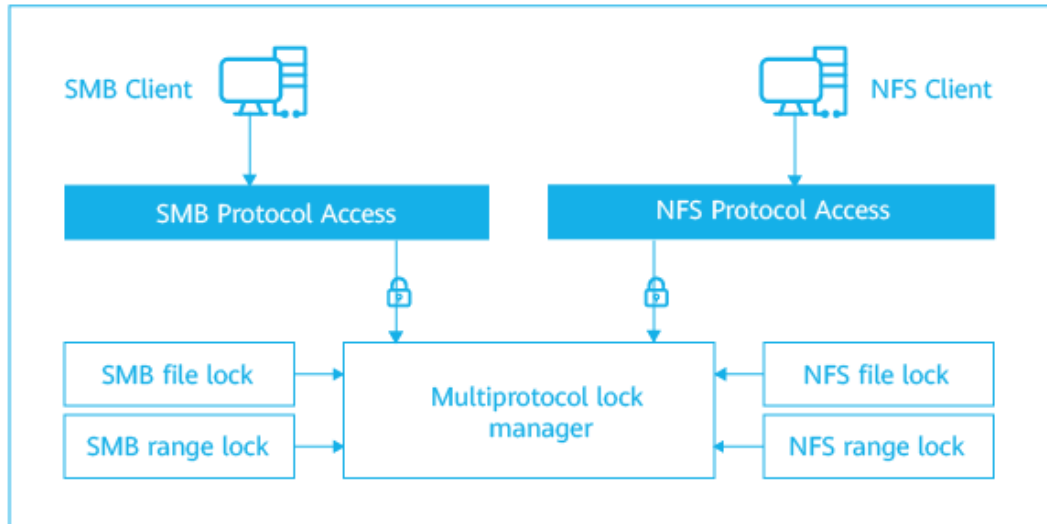 SMB Client
NFS Client
SMB Protocol Access
NFS Protocol Access
SMB file lock
Multiprotocol lock
manager
NFS file lock
SMB range lock
NFS range lock